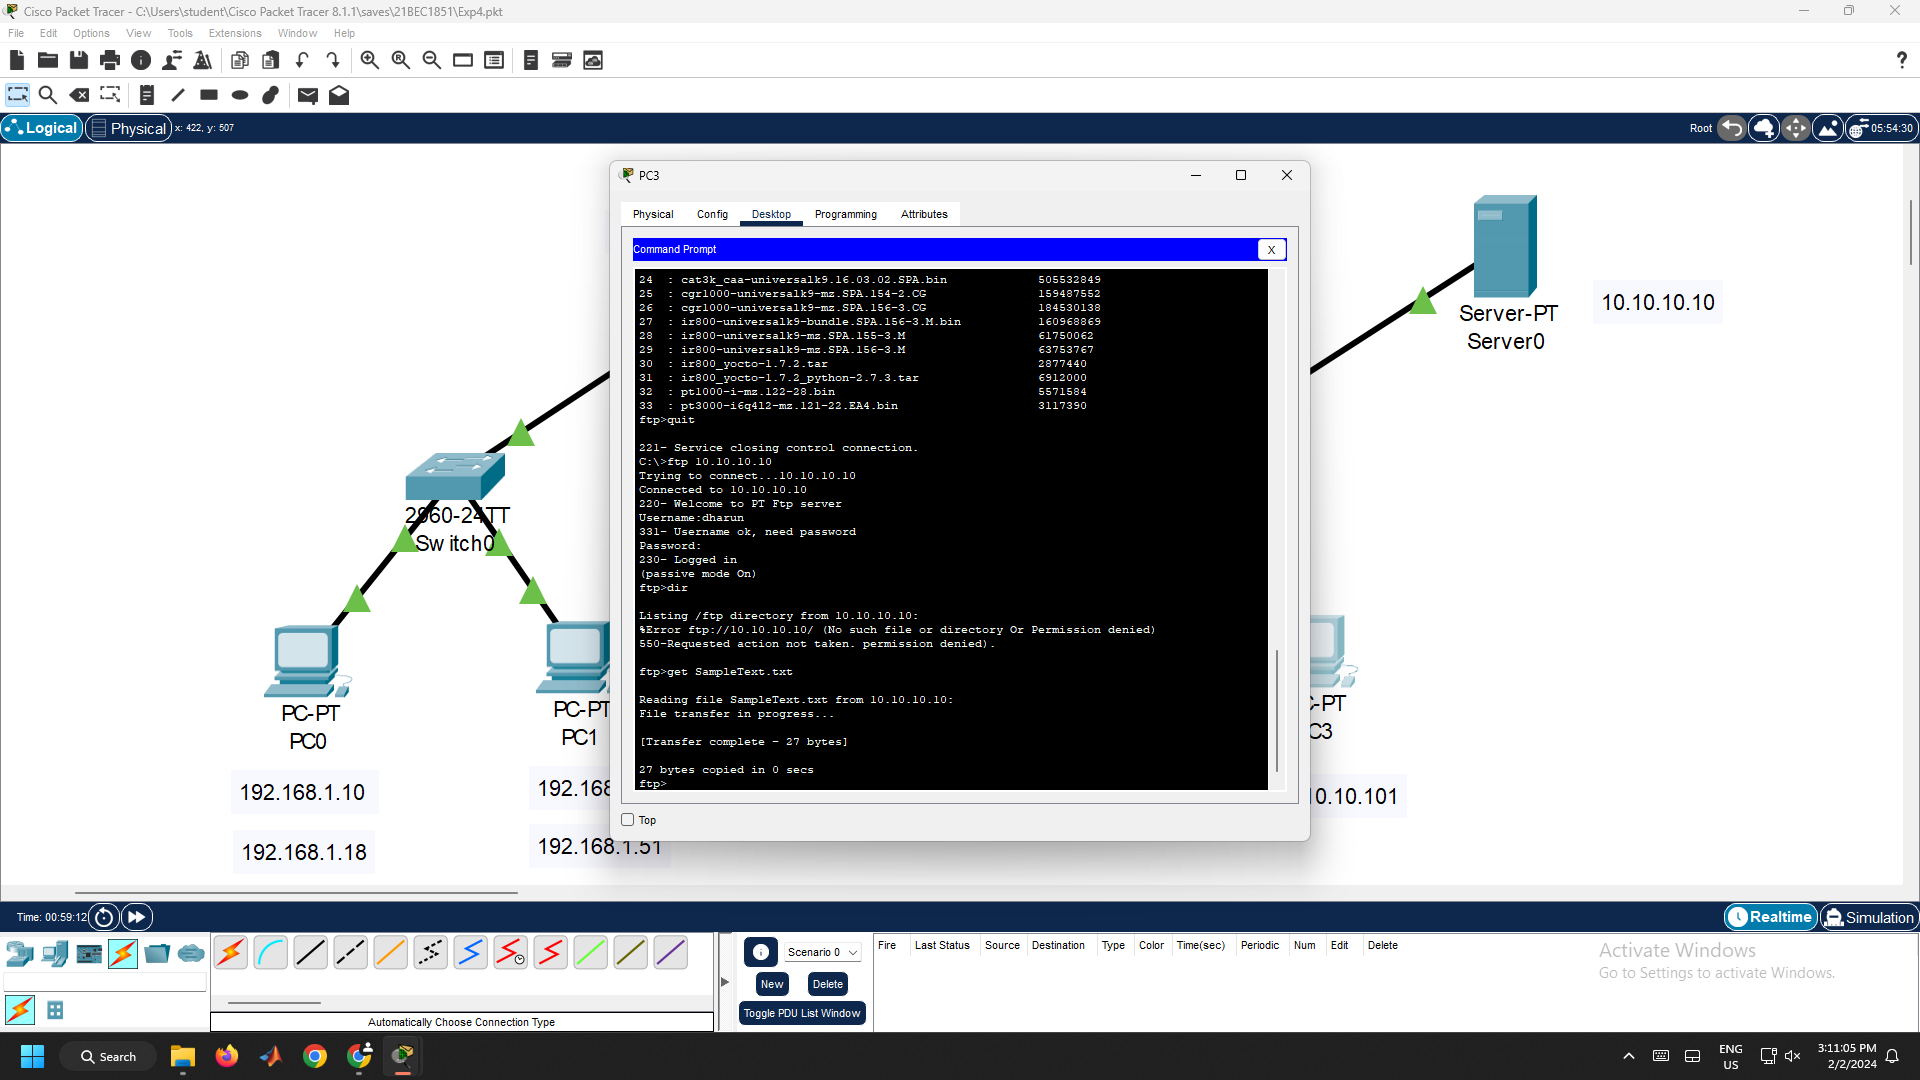 Cisco Packet Tracer - C:\Users\student\Cisco Packet Tracer 8.1.1\saves\21BEC1851\Exp4.pkt
File Edit Options View Tools Extensions Window Help
Logical Physical x: 422, y: 507 Root 05:54:30
PC3
Physical Config Desktop Programming Attributes
Command Prompt X
24 : cat3k_caa-universalk9.16.03.02.SPA.bin 505532849
25 : cgr1000-universalk9-mz.SPA.154-2.CG 159487552
26 : cgr1000-universalk9-mz.SPA.156-3.CG 184530138
27 : ir800-universalk9-bundle.SPA.156-3.M.bin 160968869
28 : ir800-universalk9-mz.SPA.155-3.M 61750062
29 : ir800-universalk9-mz.SPA.156-3.M 63753767
30 : ir800_yocto-1.7.2.tar 2877440
31 : ir800_yocto-1.7.2_python-2.7.3.tar 6912000
32 : pt1000-i-mz.122-28.bin 5571584
33 : pt3000-i6q4l2-mz.121-22.EA4.bin 3117390
ftp>quit
221- Service closing control connection.
C:\>ftp 10.10.10.10
Trying to connect...10.10.10.10
Connected to 10.10.10.10
220- Welcome to PT Ftp server
Username:dharun
331- Username ok, need password
Password:
230- Logged in
(passive mode On)
ftp>dir
Listing /ftp directory from 10.10.10.10:
%Error ftp://10.10.10.10/ (No such file or directory Or Permission denied)
550-Requested action not taken. permission denied).
ftp>get SampleText.txt
Reading file SampleText.txt from 10.10.10.10:
File transfer in progress...
[Transfer complete - 27 bytes]
27 bytes copied in 0 secs
ftp>
Top
Server-PT
Server0
10.10.10.10
2960-24TT
Switch0
PC-PT
PC0
PC-PT
PC1
C-PT
C3
192.168.1.10
192.168
0.10.101
192.168.1.18
192.168.1.51
Time: 00:59:12 Realtime Simulation
Scenario 0
New Delete
Toggle PDU List Window
Fire Last Status Source Destination Type Color Time(sec) Periodic Num Edit Delete
Automatically Choose Connection Type
Activate Windows
Go to Settings to activate Windows.
Search
ENG
US
3:11:05 PM
2/2/2024